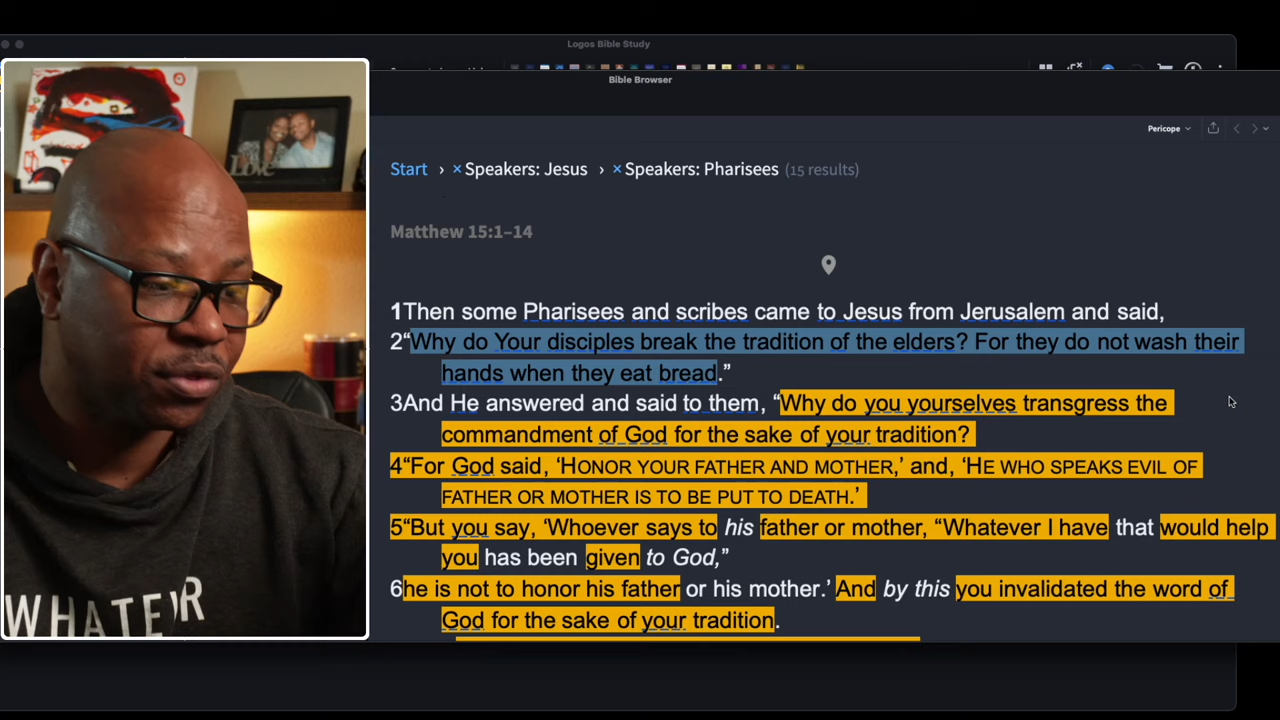 Logos Bible Study
Bible Browser
Pericope
Start › × Speakers: Jesus › × Speakers: Pharisees (15 results)
Matthew 15:1–14
1Then some Pharisees and scribes came to Jesus from Jerusalem and said,
2“Why do Your disciples break the tradition of the elders? For they do not wash their
hands when they eat bread.”
3And He answered and said to them, “Why do you yourselves transgress the
commandment of God for the sake of your tradition?
4“For God said, ‘HONOR YOUR FATHER AND MOTHER,’ and, ‘HE WHO SPEAKS EVIL OF
FATHER OR MOTHER IS TO BE PUT TO DEATH.’
5“But you say, ‘Whoever says to his father or mother, “Whatever I have that would help
you has been given to God,”
6he is not to honor his father or his mother.’ And by this you invalidated the word of
God for the sake of your tradition.
LOVE